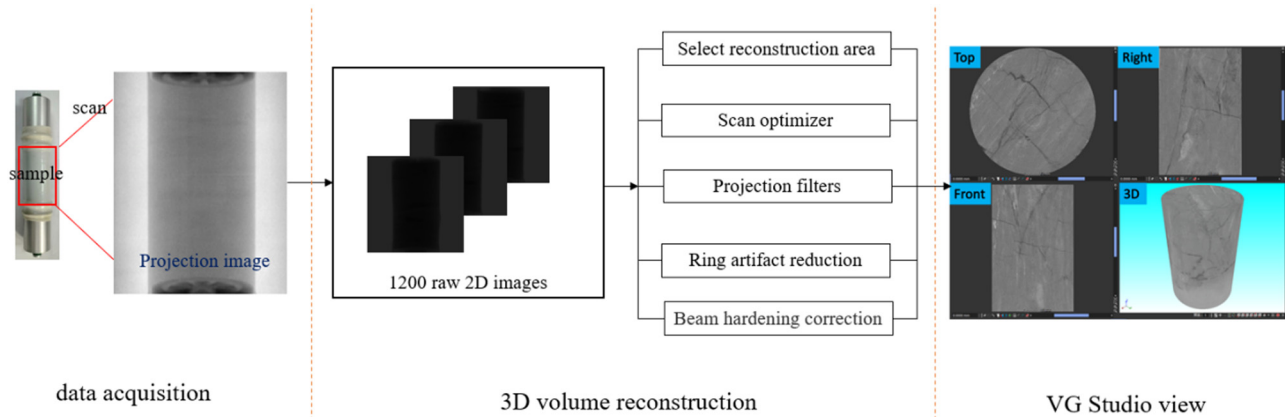 scan
sample
Projection image
data acquisition
1200 raw 2D images
Select reconstruction area
Scan optimizer
Projection filters
Ring artifact reduction
Beam hardening correction
3D volume reconstruction
Top
Right
Front
3D
VG Studio view